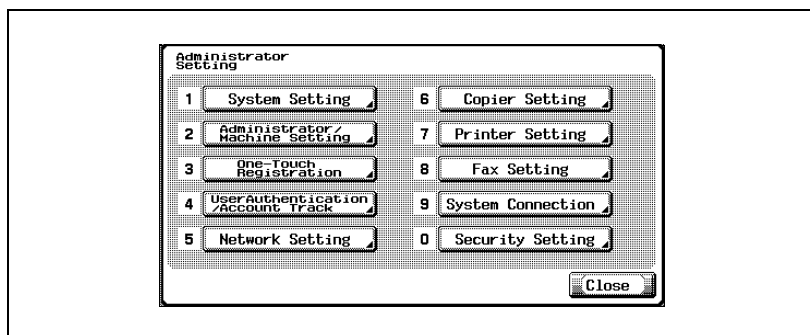 Administrator
Setting
1 System Setting
2 Administrator/
Machine Setting
3 One-Touch
Registration
4 UserAuthentication
/Account Track
5 Network Setting
6 Copier Setting
7 Printer Setting
8 Fax Setting
9 System Connection
0 Security Setting
Close